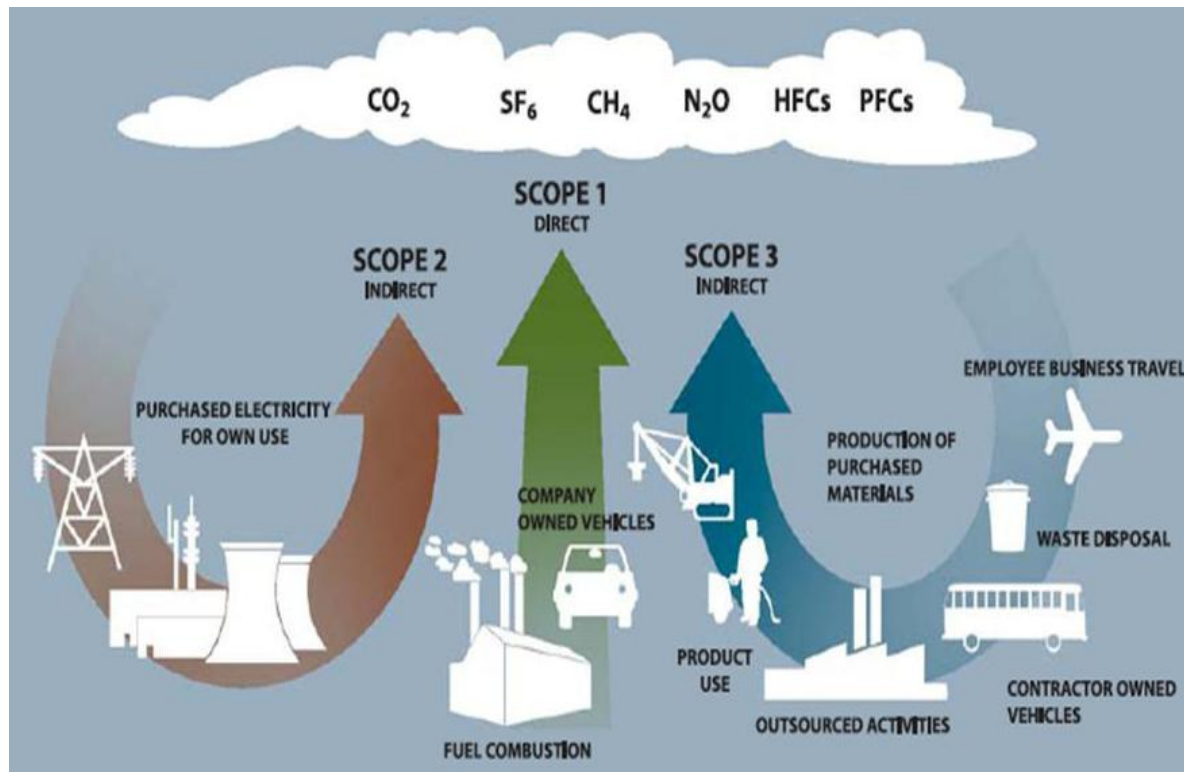 CO₂ SF₆ CH₄ N₂O HFCs PFCs
SCOPE 1
DIRECT
SCOPE 2
INDIRECT
SCOPE 3
INDIRECT
PURCHASED ELECTRICITY
FOR OWN USE
COMPANY
OWNED VEHICLES
FUEL COMBUSTION
EMPLOYEE BUSINESS TRAVEL
PRODUCTION OF
PURCHASED
MATERIALS
WASTE DISPOSAL
PRODUCT
USE
OUTSOURCED ACTIVITIES
CONTRACTOR OWNED
VEHICLES